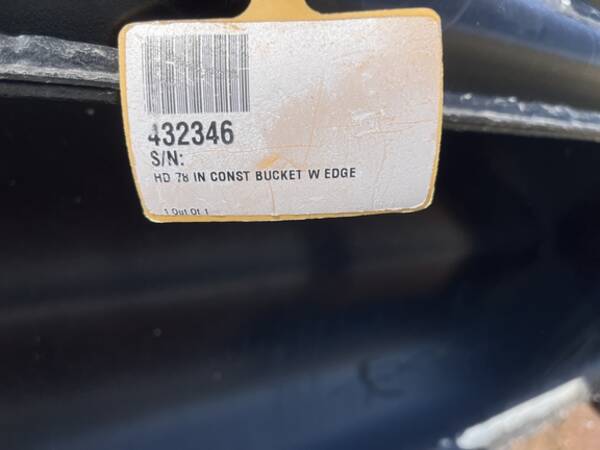 432346
S/N:
HD 78 IN CONST BUCKET W EDGE
1 Out Of 1